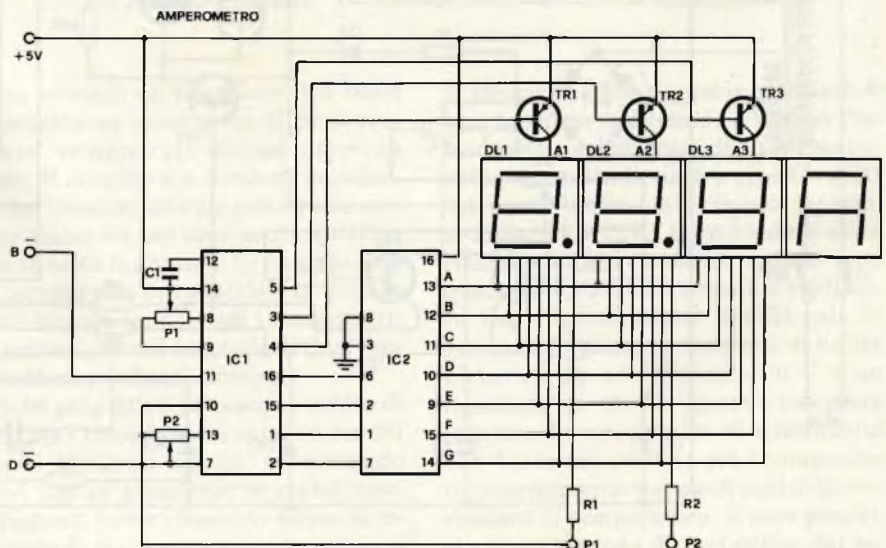 AMPEROMETRO
+5V
TR1 TR2 TR3
DL1 A1 DL2 A2 DL3 A3
B
D
C1
P1
P2
12
14
8
9
11
10
13
7
IC1
5
3
4
16
15
1
2
8
3
6
2
1
7
IC2
16
13 A
12 B
11 C
10 D
9 E
15 F
14 G
R1 R2
P1 P2